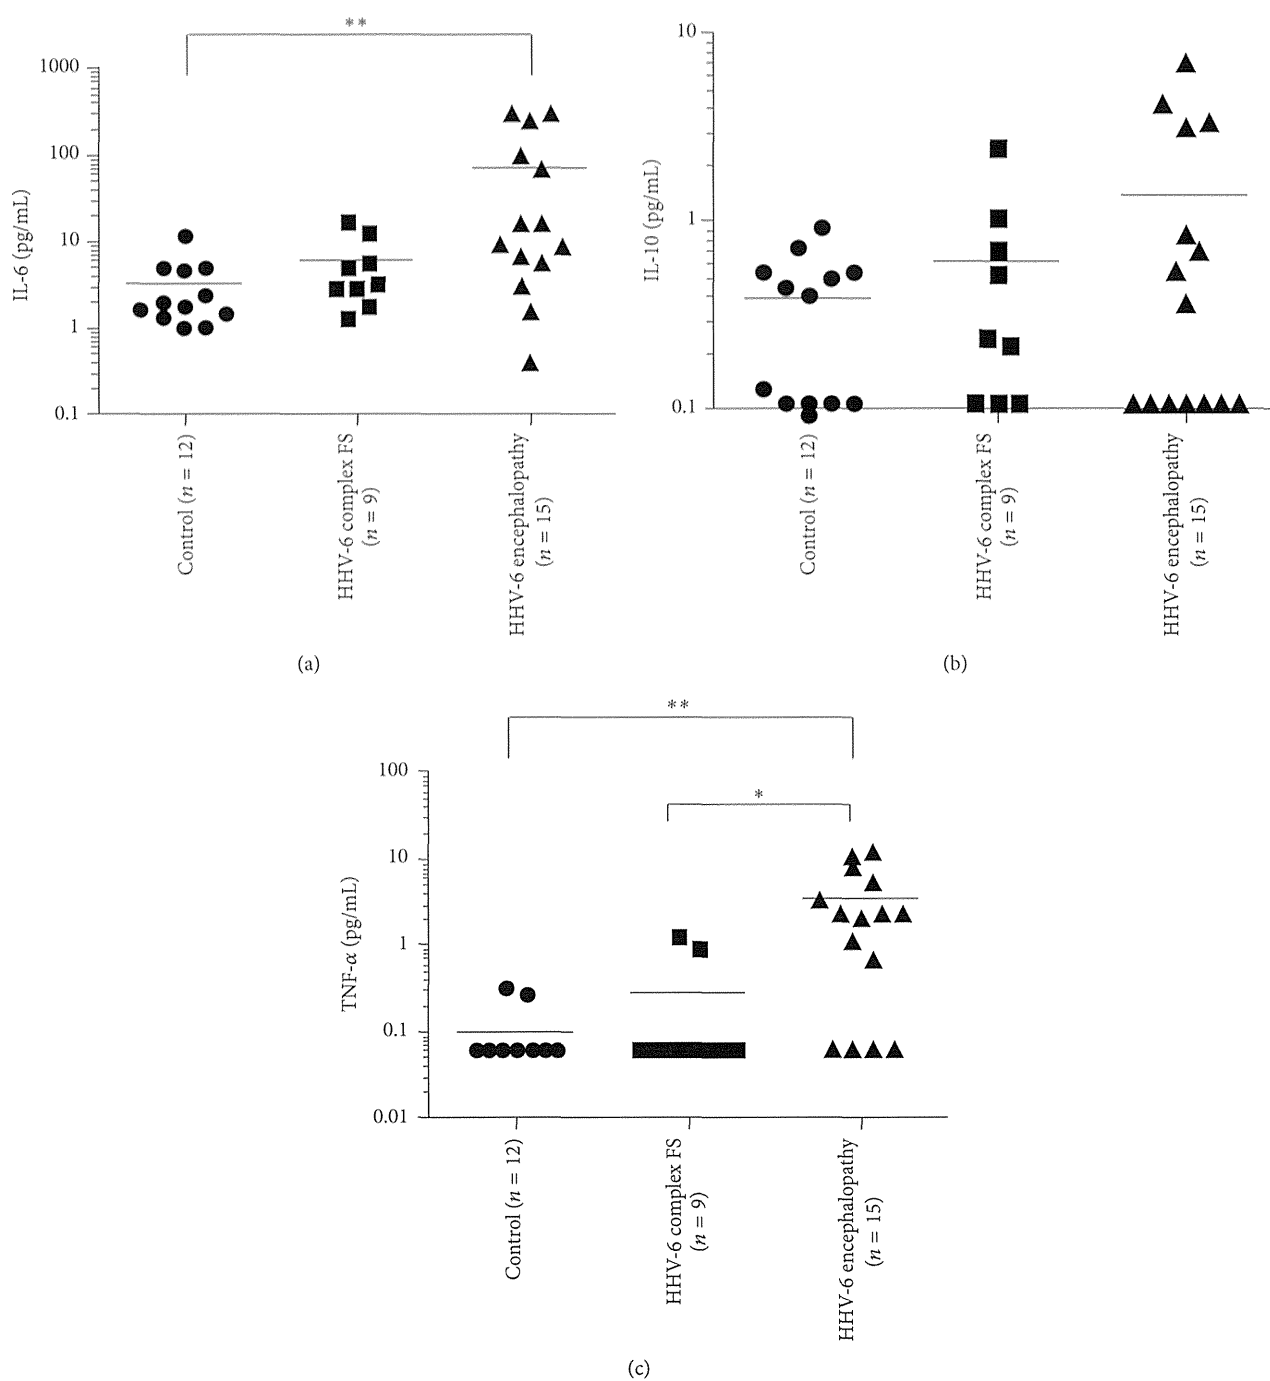 **
1000
100
10
1
0.1
IL-6 (pg/mL)
Control (n = 12)
HHV-6 complex FS
(n = 9)
HHV-6 encephalopathy
(n = 15)
(a)
10
1
0.1
IL-10 (pg/mL)
Control (n = 12)
HHV-6 complex FS
(n = 9)
HHV-6 encephalopathy
(n = 15)
(b)
**
*
100
10
1
0.1
0.01
TNF-α (pg/mL)
Control (n = 12)
HHV-6 complex FS
(n = 9)
HHV-6 encephalopathy
(n = 15)
(c)